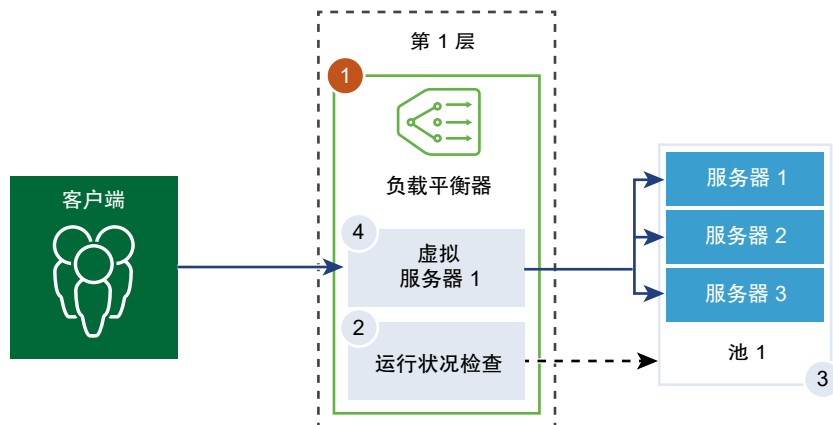 第 1 层
1
负载平衡器
客户端
4
虚拟
服务器 1
2
运行状况检查
服务器 1
服务器 2
服务器 3
池 1
3